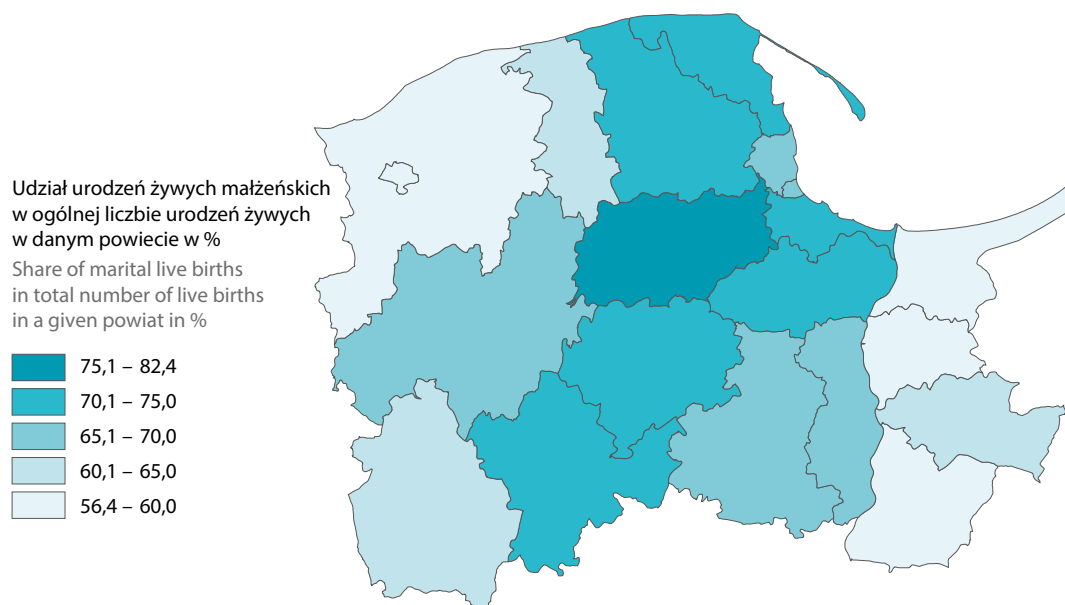 Udział urodzeń żywych małżeńskich
w ogólnej liczbie urodzeń żywych
w danym powiecie w %
Share of marital live births
in total number of live births
in a given powiat in %
75,1 – 82,4
70,1 – 75,0
65,1 – 70,0
60,1 – 65,0
56,4 – 60,0